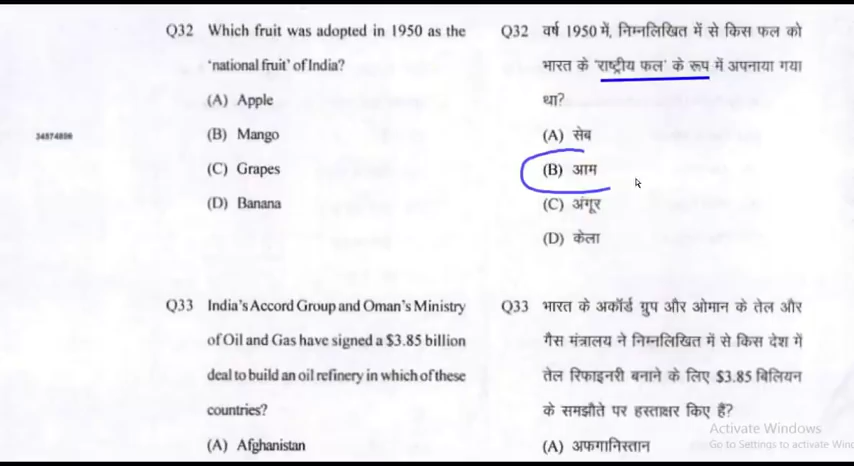 Q32 Which fruit was adopted in 1950 as the
'national fruit' of India?
(A) Apple
(B) Mango
(C) Grapes
(D) Banana
34574896
Q32 वर्ष 1950 में, निम्नलिखित में से किस फल को
भारत के 'राष्ट्रीय फल' के रूप में अपनाया गया
था?
(A) सेब
(B) आम
(C) अंगूर
(D) केला
Q33 India's Accord Group and Oman's Ministry
of Oil and Gas have signed a $3.85 billion
deal to build an oil refinery in which of these
countries?
(A) Afghanistan
Q33 भारत के अकॉर्ड ग्रुप और ओमान के तेल और
गैस मंत्रालय ने निम्नलिखित में से किस देश में
तेल रिफाइनरी बनाने के लिए $3.85 बिलियन
के समझौते पर हस्ताक्षर किए हैं?
(A) अफगानिस्तान
Activate Windows
Go to Settings to activate Winc